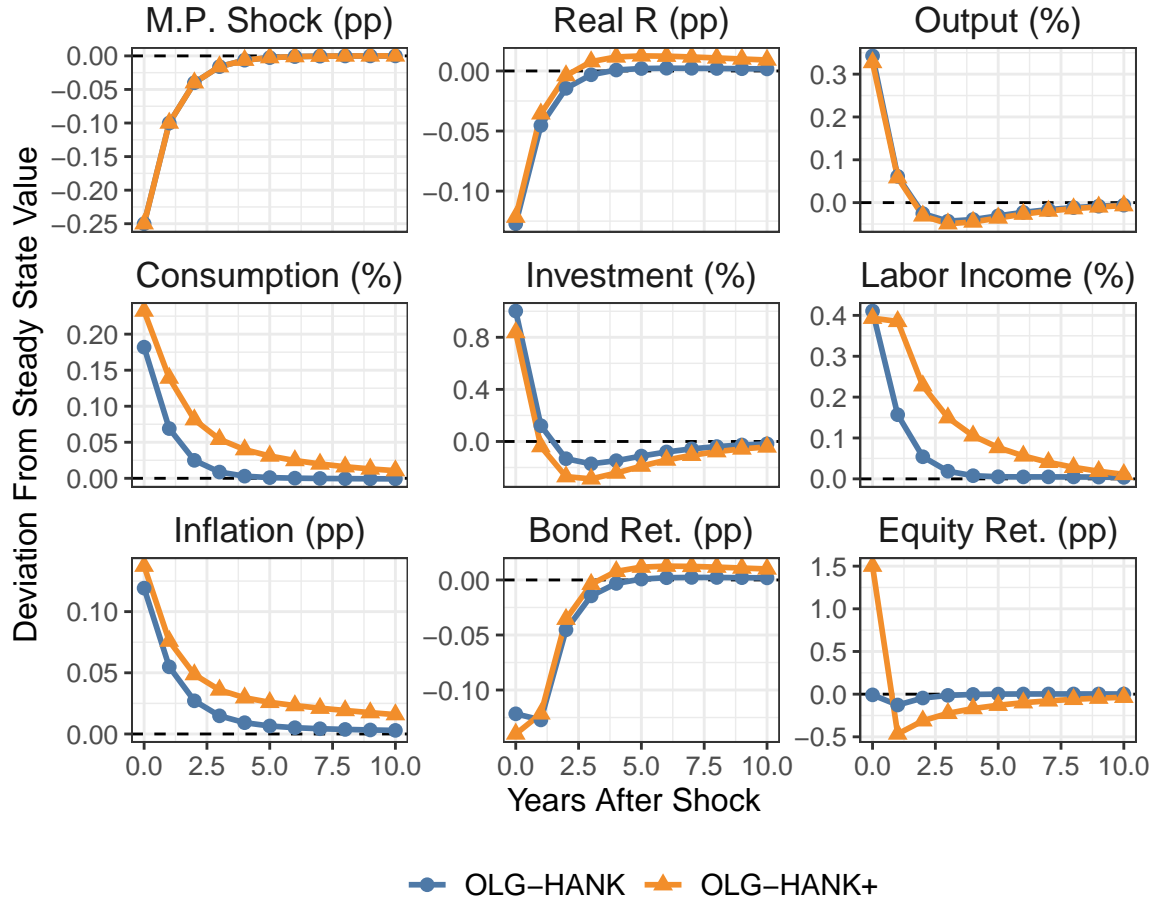 M.P. Shock (pp)
Real R (pp)
Output (%)
0.00
−0.05
−0.10
−0.15
−0.20
−0.25
0.00
−0.05
−0.10
0.3
0.2
0.1
0.0
Consumption (%)
Investment (%)
Labor Income (%)
0.20
0.15
0.10
0.05
0.00
0.8
0.4
0.0
0.4
0.3
0.2
0.1
0.0
Inflation (pp)
Bond Ret. (pp)
Equity Ret. (pp)
0.10
0.05
0.00
0.00
−0.05
−0.10
1.5
1.0
0.5
0.0
−0.5
0.0 2.5 5.0 7.5 10.0
0.0 2.5 5.0 7.5 10.0
0.0 2.5 5.0 7.5 10.0
Deviation From Steady State Value
Years After Shock
OLG−HANK OLG−HANK+